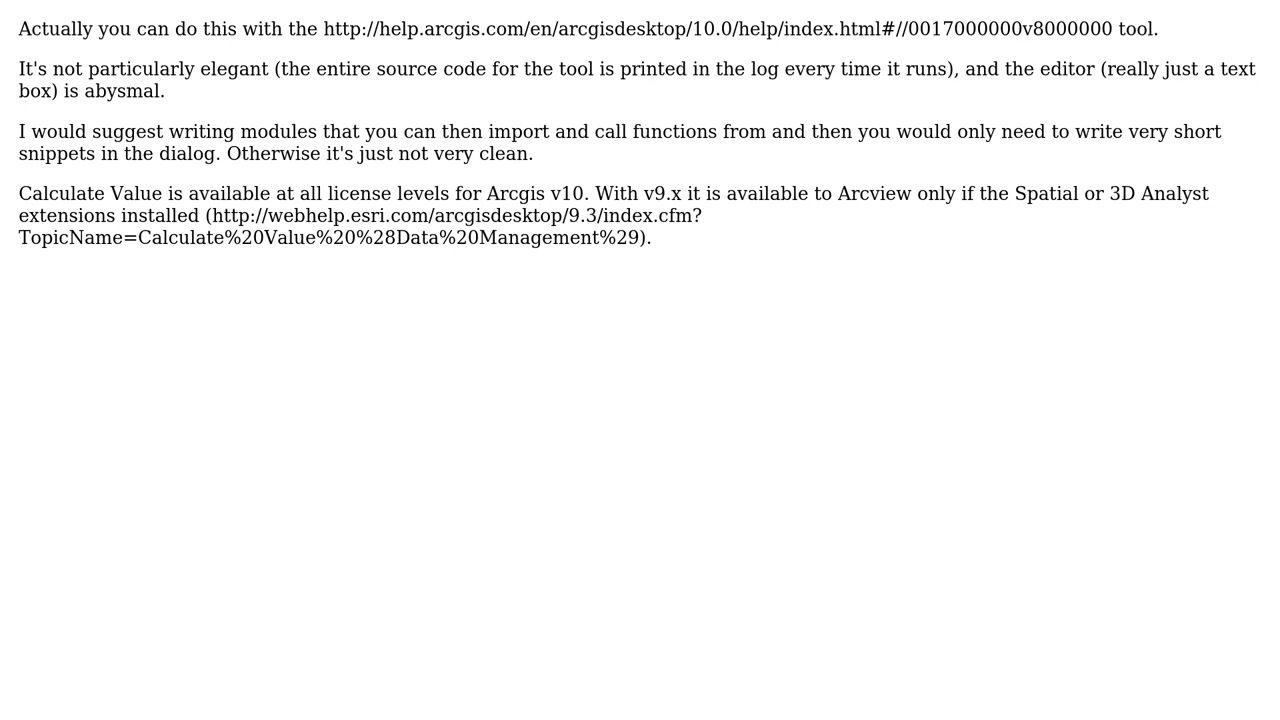 Actually you can do this with the http://help.arcgis.com/en/arcgisdesktop/10.0/help/index.html#//0017000000v8000000 tool.
It's not particularly elegant (the entire source code for the tool is printed in the log every time it runs), and the editor (really just a text
box) is abysmal.
I would suggest writing modules that you can then import and call functions from and then you would only need to write very short
snippets in the dialog. Otherwise it's just not very clean.
Calculate Value is available at all license levels for Arcgis v10. With v9.x it is available to Arcview only if the Spatial or 3D Analyst
extensions installed (http://webhelp.esri.com/arcgisdesktop/9.3/index.cfm?
TopicName=Calculate%20Value%20%28Data%20Management%29).